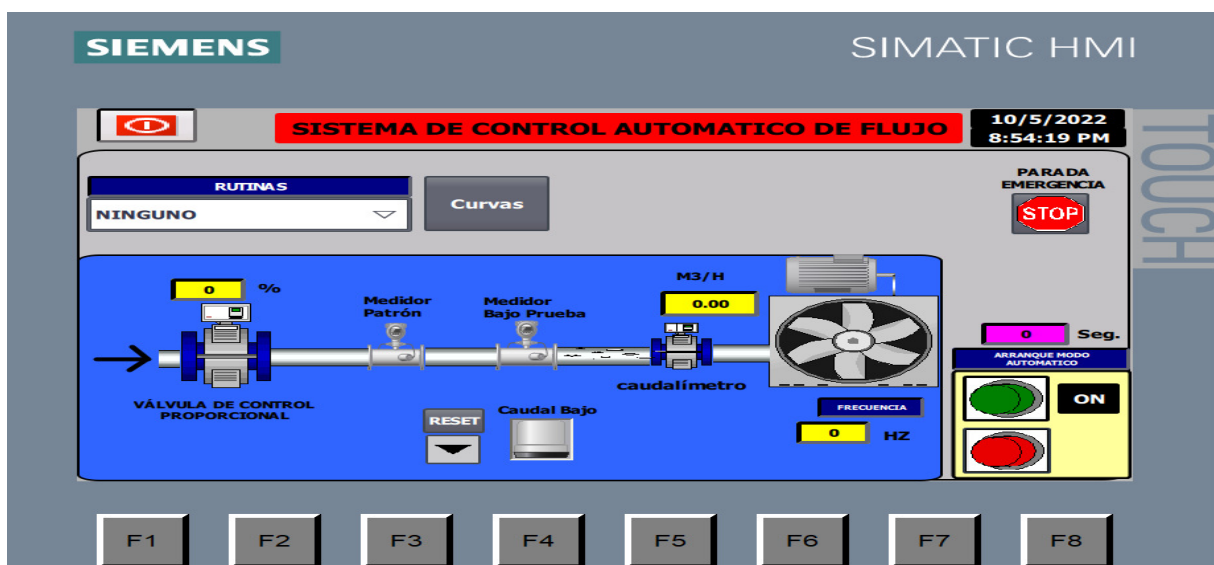 SIEMENS
SIMATIC HMI
TOUCH
SISTEMA DE CONTROL AUTOMATICO DE FLUJO
10/5/2022
8:54:19 PM
RUTINAS
NINGUNO
Curvas
PARADA
EMERGENCIA
STOP
0 %
Medidor
Patrón
Medidor
Bajo Prueba
M3/H
0.00
0 Seg.
ARRANQUE MODO
AUTOMATICO
ON
caudalímetro
VÁLVULA DE CONTROL
PROPORCIONAL
RESET
Caudal Bajo
FRECUENCIA
0 HZ
F1 F2 F3 F4 F5 F6 F7 F8